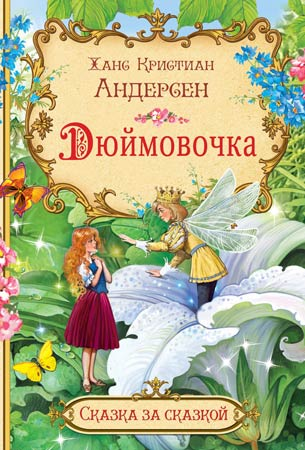 Ханс Кристиан
Андерсен
Дюймовочка
Сказка за сказкой